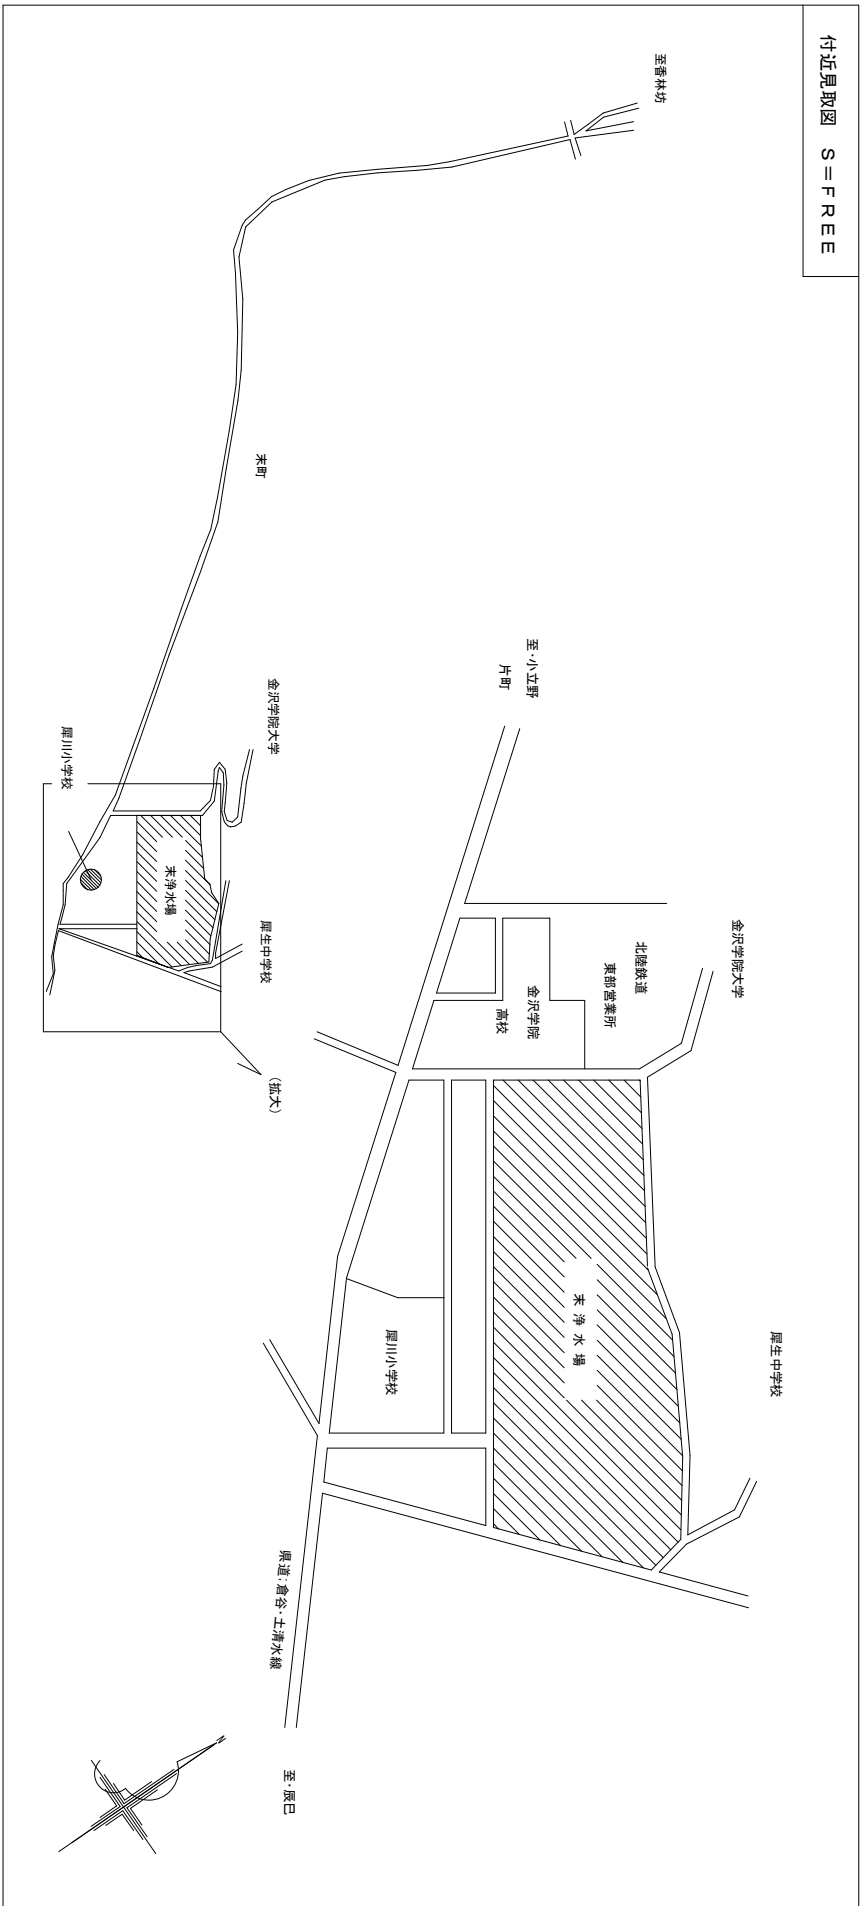 付近見取図 S=FREE
至香林坊
末町
金沢学院大学
犀川小学校
末浄水場
犀生中学校
(拡大)
至・小立野
片町
金沢学院大学
北陸鉄道
東部営業所
金沢学院
高校
犀生中学校
末浄水場
犀川小学校
県道;倉谷・土清水線
至・辰巳
N